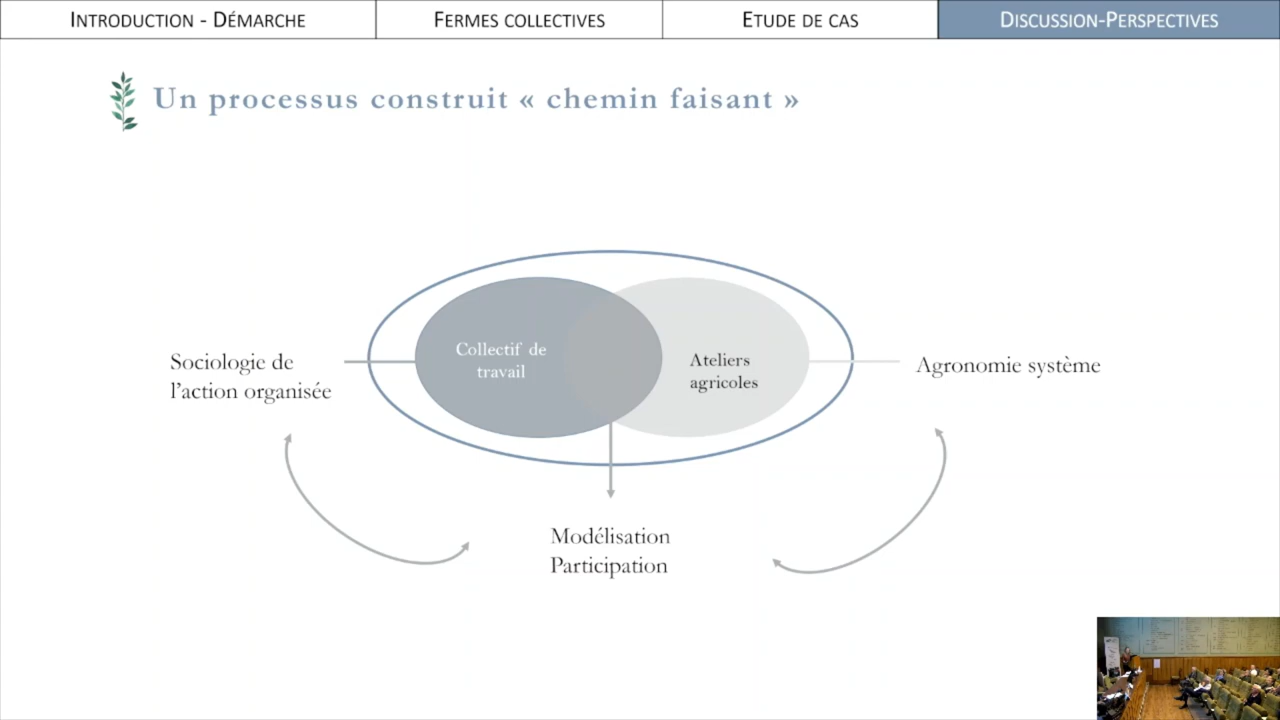 INTRODUCTION - DÉMARCHE
FERMES COLLECTIVES
ETUDE DE CAS
DISCUSSION-PERSPECTIVES
Un processus construit « chemin faisant »
Collectif de
travail
Ateliers
agricoles
Sociologie de
l'action organisée
Agronomie système
Modélisation
Participation